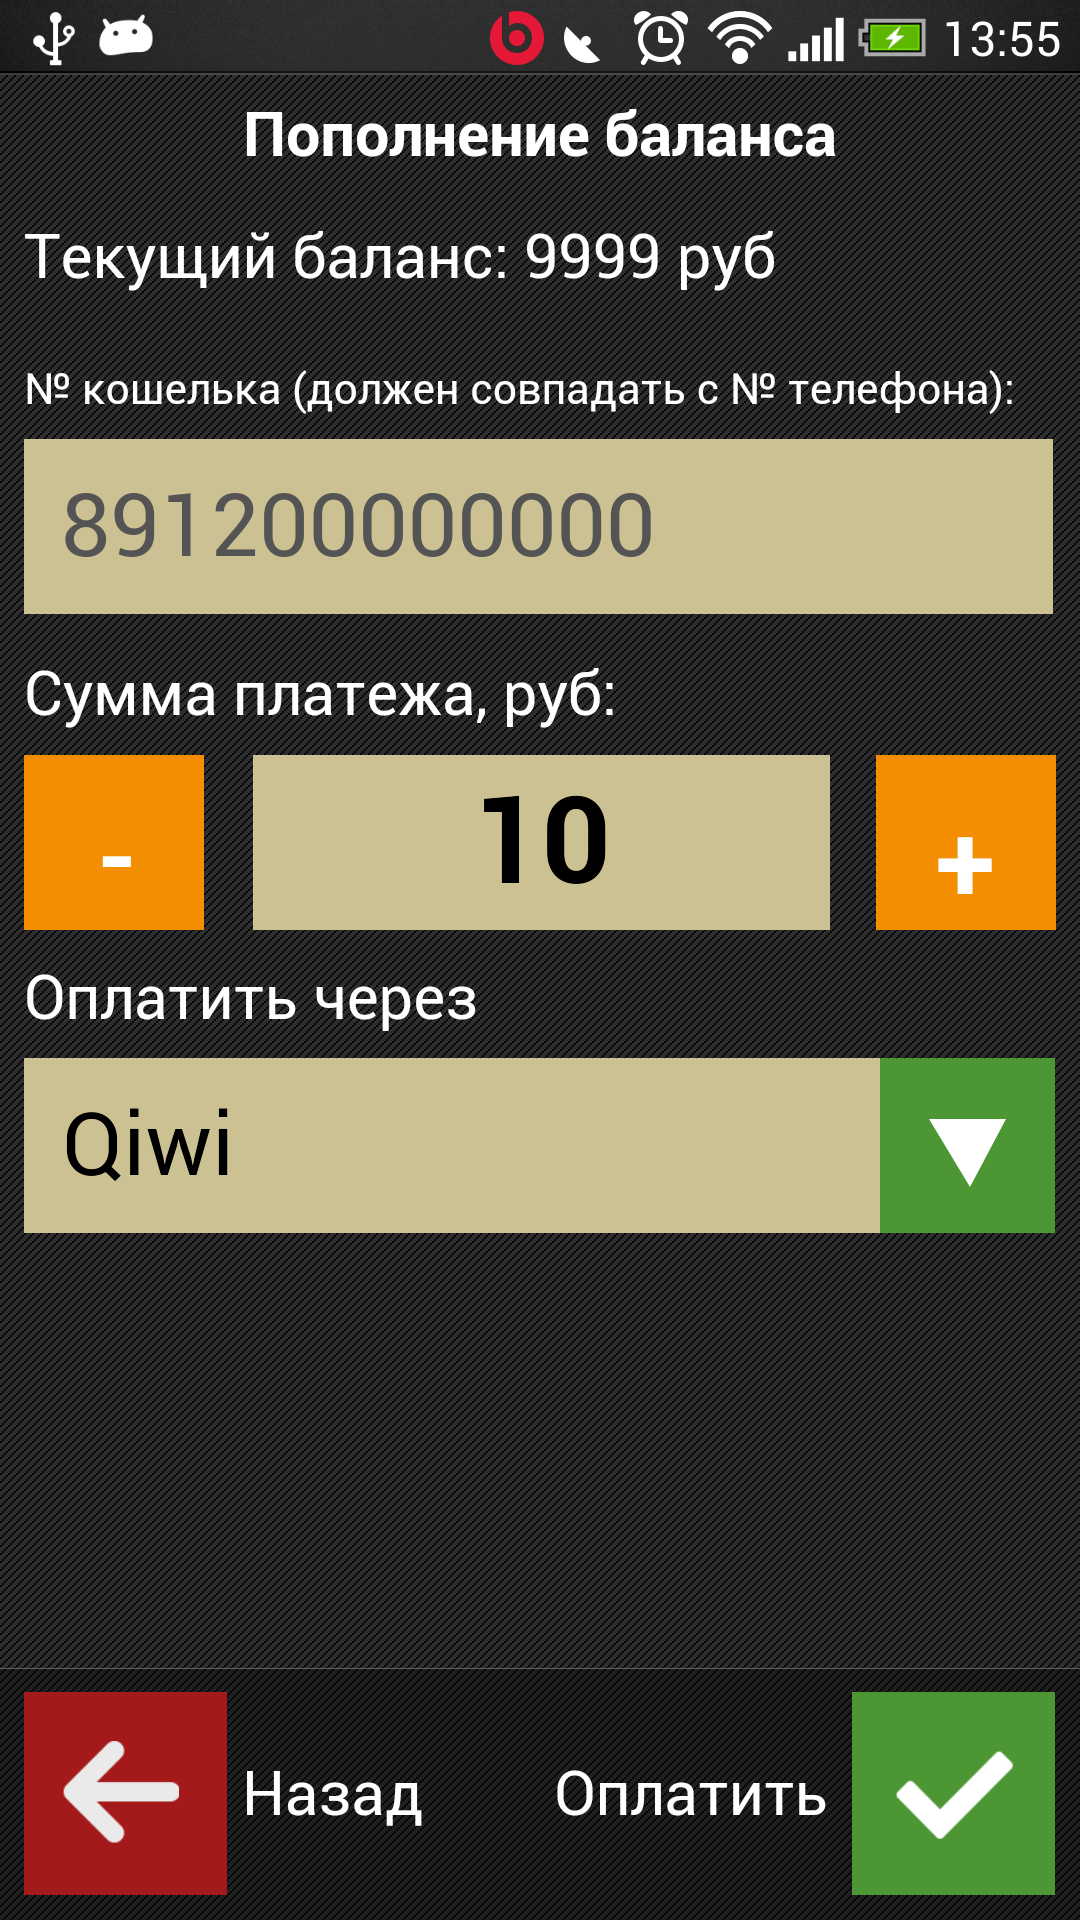 13:55
Пополнение баланса
Текущий баланс: 9999 руб
№ кошелька (должен совпадать с № телефона):
891200000000
Сумма платежа, руб:
- 10 +
Оплатить через
Qiwi
Назад Оплатить